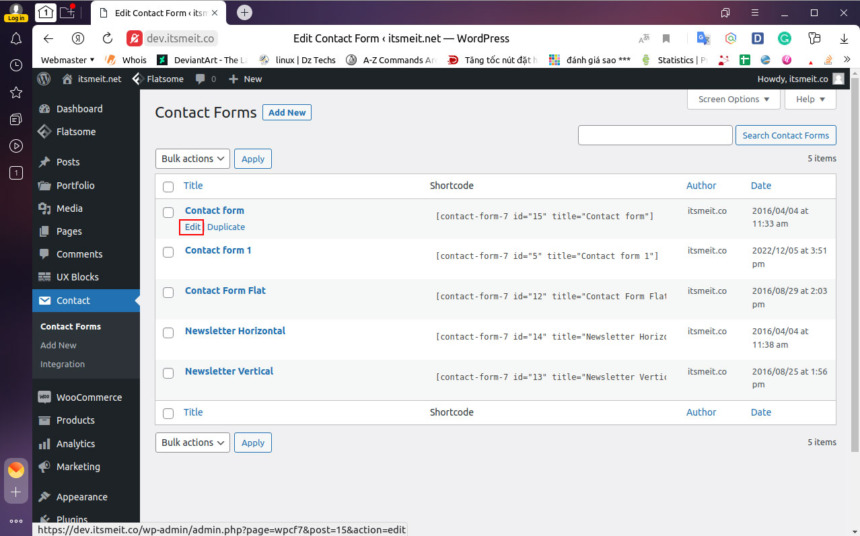 Log in
1
Edit Contact Form ‹ itsm
dev.itsmeit.co
Edit Contact Form ‹ itsmeit.net — WordPress
Webmaster
Whois
DeviantArt - The L
linux | Dz Techs
A-Z Commands An
Tăng tốc nút đặt h
đánh giá sao ***
Statistics | P
itsmeit.net
Flatsome
0
New
Howdy, itsmeit.co
Screen Options
Help
Contact Forms
Add New
Search Contact Forms
Bulk actions
Apply
5 items
Title
Shortcode
Author
Date
Contact form
[contact-form-7 id="15" title="Contact form"]
itsmeit.co
2016/04/04 at
11:33 am
Edit
Duplicate
Contact form 1
[contact-form-7 id="5" title="Contact form 1"]
itsmeit.co
2022/12/05 at 3:51
pm
Contact Form Flat
[contact-form-7 id="12" title="Contact Form Flat
itsmeit.co
2016/08/29 at 2:03
pm
Newsletter Horizontal
[contact-form-7 id="14" title="Newsletter Horizo
itsmeit.co
2016/04/04 at
11:38 am
Newsletter Vertical
[contact-form-7 id="13" title="Newsletter Vertic
itsmeit.co
2016/08/25 at 1:56
pm
Title
Shortcode
Author
Date
Bulk actions
Apply
5 items
Dashboard
Flatsome
Posts
Portfolio
Media
Pages
Comments
UX Blocks
Contact
Contact Forms
Add New
Integration
WooCommerce
Products
Analytics
Marketing
Appearance
Plugins
1
https://dev.itsmeit.co/wp-admin/admin.php?page=wpcf7&post=15&action=edit